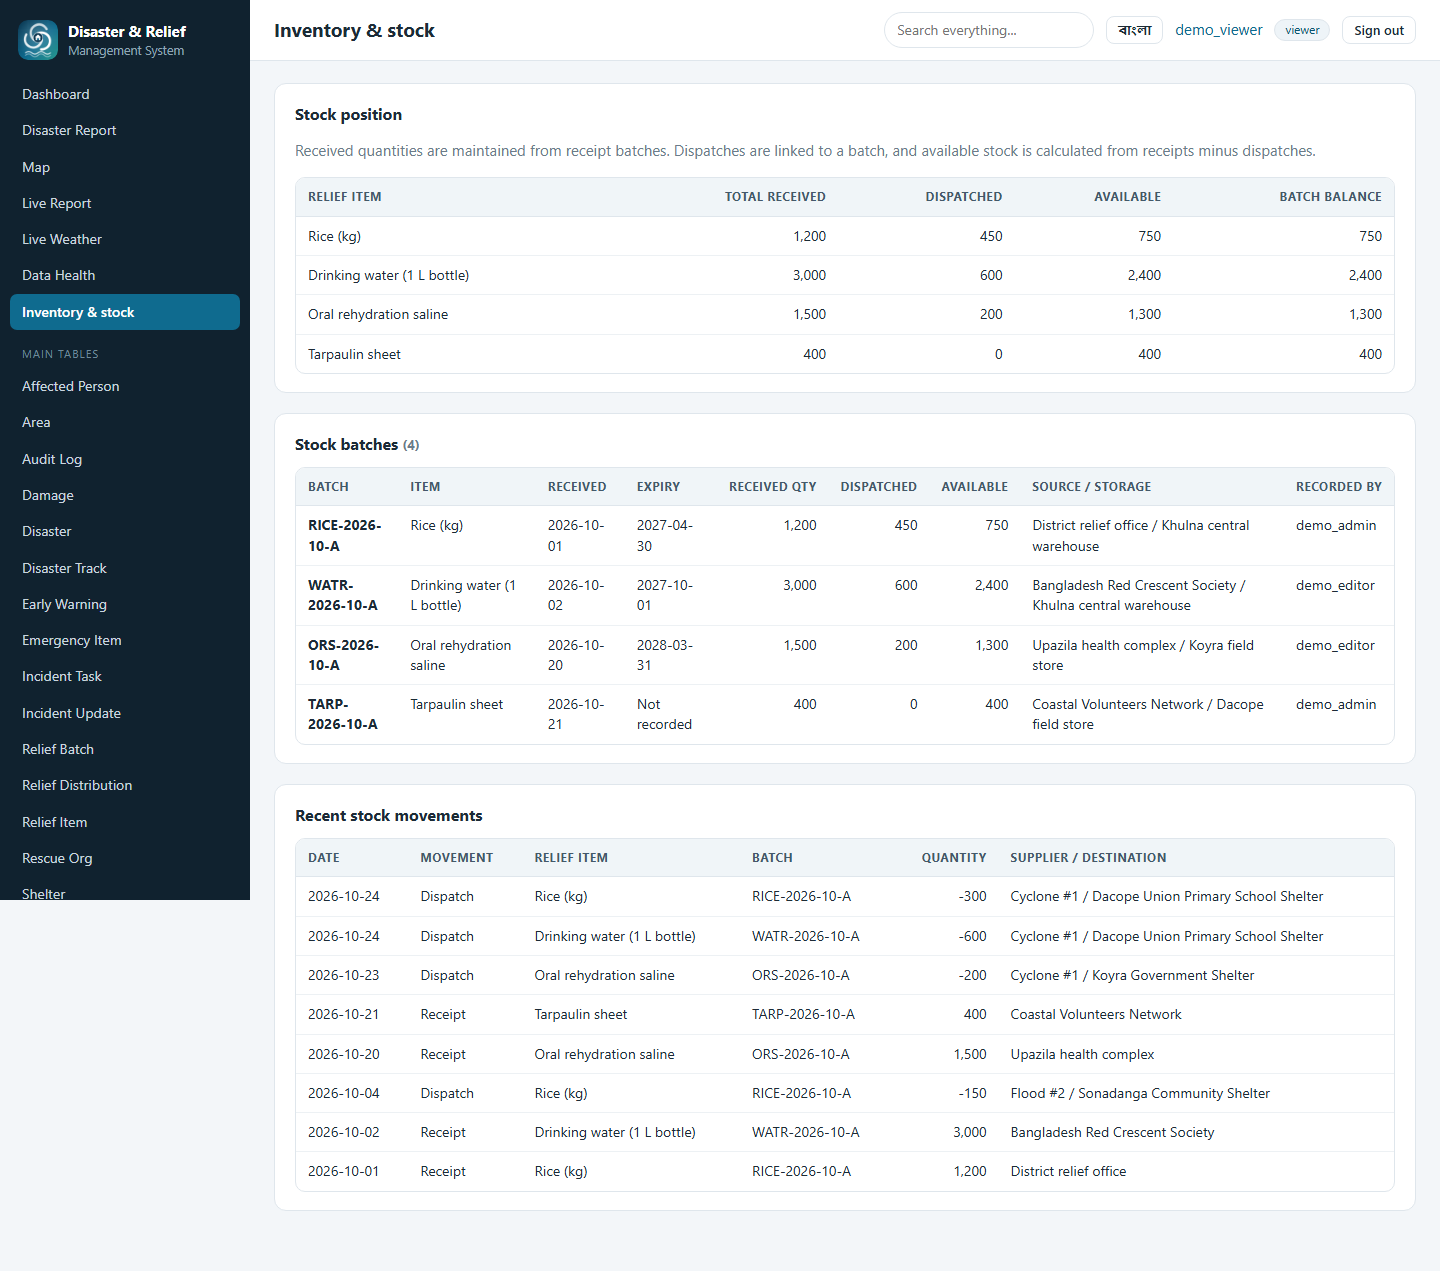 Disaster & Relief
Management System
Dashboard
Disaster Report
Map
Live Report
Live Weather
Data Health
Inventory & stock
MAIN TABLES
Affected Person
Area
Audit Log
Damage
Disaster
Disaster Track
Early Warning
Emergency Item
Incident Task
Incident Update
Relief Batch
Relief Distribution
Relief Item
Rescue Org
Shelter
Inventory & stock
Search everything...
বাংলা
demo_viewer
viewer
Sign out
Stock position
Received quantities are maintained from receipt batches. Dispatches are linked to a batch, and available stock is calculated from receipts minus dispatches.
RELIEF ITEM TOTAL RECEIVED DISPATCHED AVAILABLE BATCH BALANCE
Rice (kg) 1,200 450 750 750
Drinking water (1 L bottle) 3,000 600 2,400 2,400
Oral rehydration saline 1,500 200 1,300 1,300
Tarpaulin sheet 400 0 400 400
Stock batches (4)
BATCH ITEM RECEIVED EXPIRY RECEIVED QTY DISPATCHED AVAILABLE SOURCE / STORAGE RECORDED BY
RICE-2026- Rice (kg) 2026-10- 2027-04- 1,200 450 750 District relief office / Khulna central demo_admin
10-A 01 30 warehouse
WATR- Drinking water (1 2026-10- 2027-10- 3,000 600 2,400 Bangladesh Red Crescent Society / demo_editor
2026-10-A L bottle) 02 01 Khulna central warehouse
ORS-2026- Oral rehydration 2026-10- 2028-03- 1,500 200 1,300 Upazila health complex / Koyra field demo_editor
10-A saline 20 31 store
TARP- Tarpaulin sheet 2026-10- Not 400 0 400 Coastal Volunteers Network / Dacope demo_admin
2026-10-A 21 recorded field store
Recent stock movements
DATE MOVEMENT RELIEF ITEM BATCH QUANTITY SUPPLIER / DESTINATION
2026-10-24 Dispatch Rice (kg) RICE-2026-10-A -300 Cyclone #1 / Dacope Union Primary School Shelter
2026-10-24 Dispatch Drinking water (1 L bottle) WATR-2026-10-A -600 Cyclone #1 / Dacope Union Primary School Shelter
2026-10-23 Dispatch Oral rehydration saline ORS-2026-10-A -200 Cyclone #1 / Koyra Government Shelter
2026-10-21 Receipt Tarpaulin sheet TARP-2026-10-A 400 Coastal Volunteers Network
2026-10-20 Receipt Oral rehydration saline ORS-2026-10-A 1,500 Upazila health complex
2026-10-04 Dispatch Rice (kg) RICE-2026-10-A -150 Flood #2 / Sonadanga Community Shelter
2026-10-02 Receipt Drinking water (1 L bottle) WATR-2026-10-A 3,000 Bangladesh Red Crescent Society
2026-10-01 Receipt Rice (kg) RICE-2026-10-A 1,200 District relief office